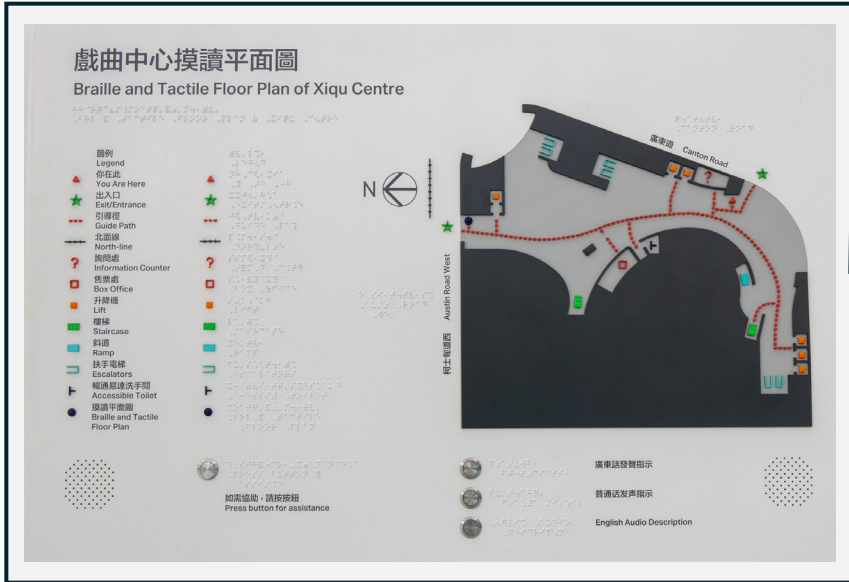 戲曲中心摸讀平面圖
Braille and Tactile Floor Plan of Xiqu Centre
圖例
Legend
你在此
You Are Here
出入口
Exit/Entrance
引導徑
Guide Path
北面線
North-line
詢問處
Information Counter
售票處
Box Office
升降機
Lift
樓梯
Staircase
斜道
Ramp
扶手電梯
Escalators
暢通易達洗手間
Accessible Toilet
摸讀平面圖
Braille and Tactile
Floor Plan
N
廣東道 Canton Road
柯士甸道西 Austin Road West
如需協助，請按按鈕
Press button for assistance
廣東話發聲指示
普通话发声指示
English Audio Description